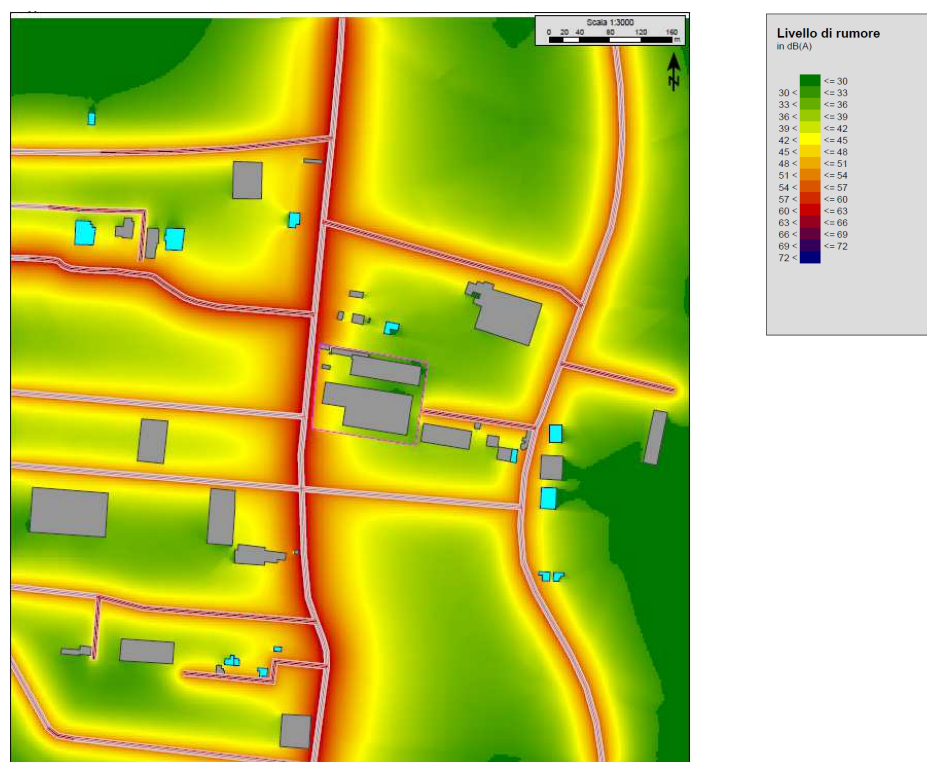 Scala 1:3000
0 20 40 80 120 160
m
N
Livello di rumore
in dB(A)
<= 30
30 < <= 33
33 < <= 36
36 < <= 39
39 < <= 42
42 < <= 45
45 < <= 48
48 < <= 51
51 < <= 54
54 < <= 57
57 < <= 60
60 < <= 63
63 < <= 66
66 < <= 69
69 < <= 72
72 <